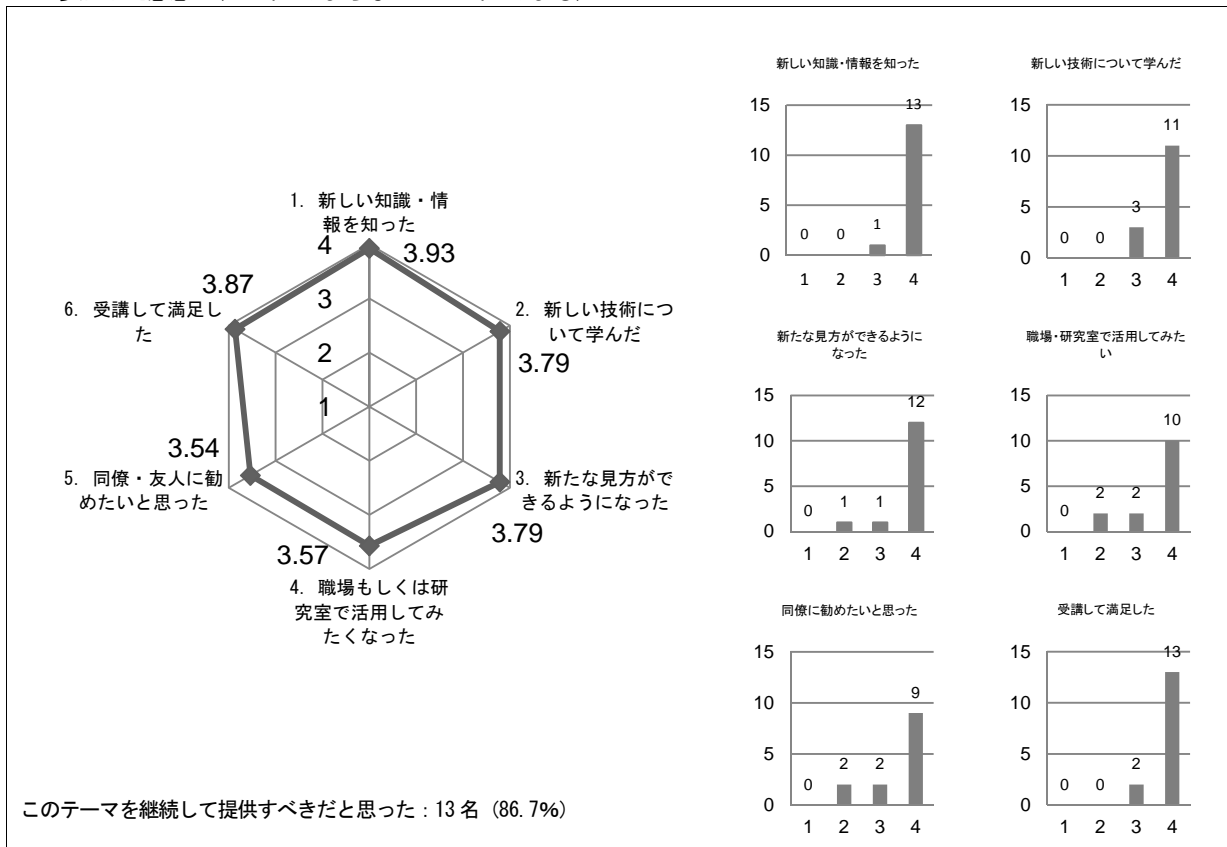 1. 新しい知識・情
報を知った
4
3.93
3.87
6. 受講して満足し
た
3
2. 新しい技術につ
いて学んだ
3.79
2
1
3.54
5. 同僚・友人に勧
めたいと思った
3. 新たな見方がで
きるようになった
3.79
3.57
4. 職場もしくは研
究室で活用してみ
たくなった
このテーマを継続して提供すべきだと思った：13 名（86.7%）
新しい知識・情報を知った
15
10
5
0
0 0 1 13
1 2 3 4
新しい技術について学んだ
15
10
5
0
0 0 3 11
1 2 3 4
新たな見方ができるように
なった
15
10
5
0
0 1 1 12
1 2 3 4
職場・研究室で活用してみた
い
15
10
5
0
0 2 2 10
1 2 3 4
同僚に勧めたいと思った
15
10
5
0
0 2 2 9
1 2 3 4
受講して満足した
15
10
5
0
0 0 2 13
1 2 3 4